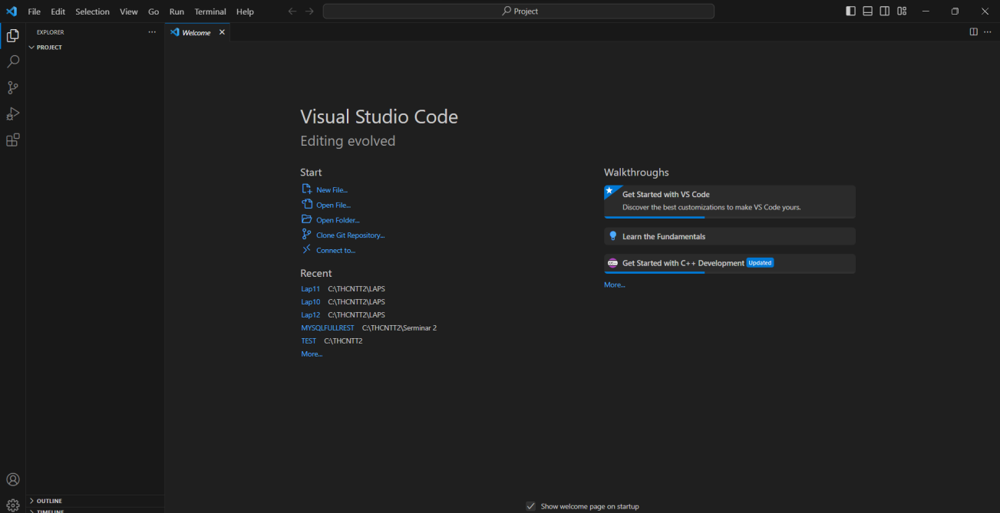 File Edit Selection View Go Run Terminal Help
Project
EXPLORER
PROJECT
Welcome
Visual Studio Code
Editing evolved
Start
New File...
Open File...
Open Folder...
Clone Git Repository...
Connect to...
Recent
Lap11 C:\THCNTT2\LAPS
Lap10 C:\THCNTT2\LAPS
Lap12 C:\THCNTT2\LAPS
MYSQLFULLREST C:\THCNTT2\Serminar 2
TEST C:\THCNTT2
More...
Walkthroughs
Get Started with VS Code
Discover the best customizations to make VS Code yours.
Learn the Fundamentals
Get Started with C++ Development Updated
More...
OUTLINE
TIMELINE
Show welcome page on startup